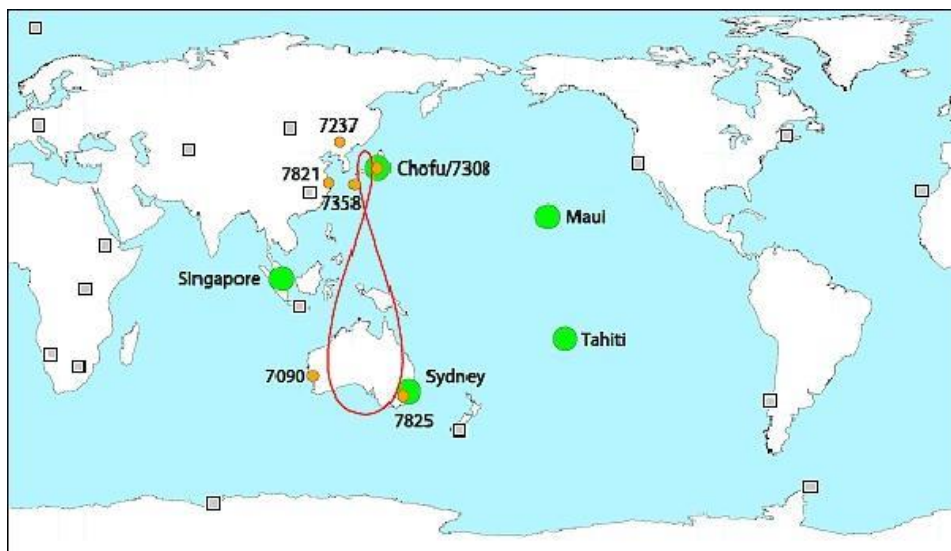 7237
Chofu/7308
7821
7358
Maui
Singapore
Tahiti
7090
Sydney
7825